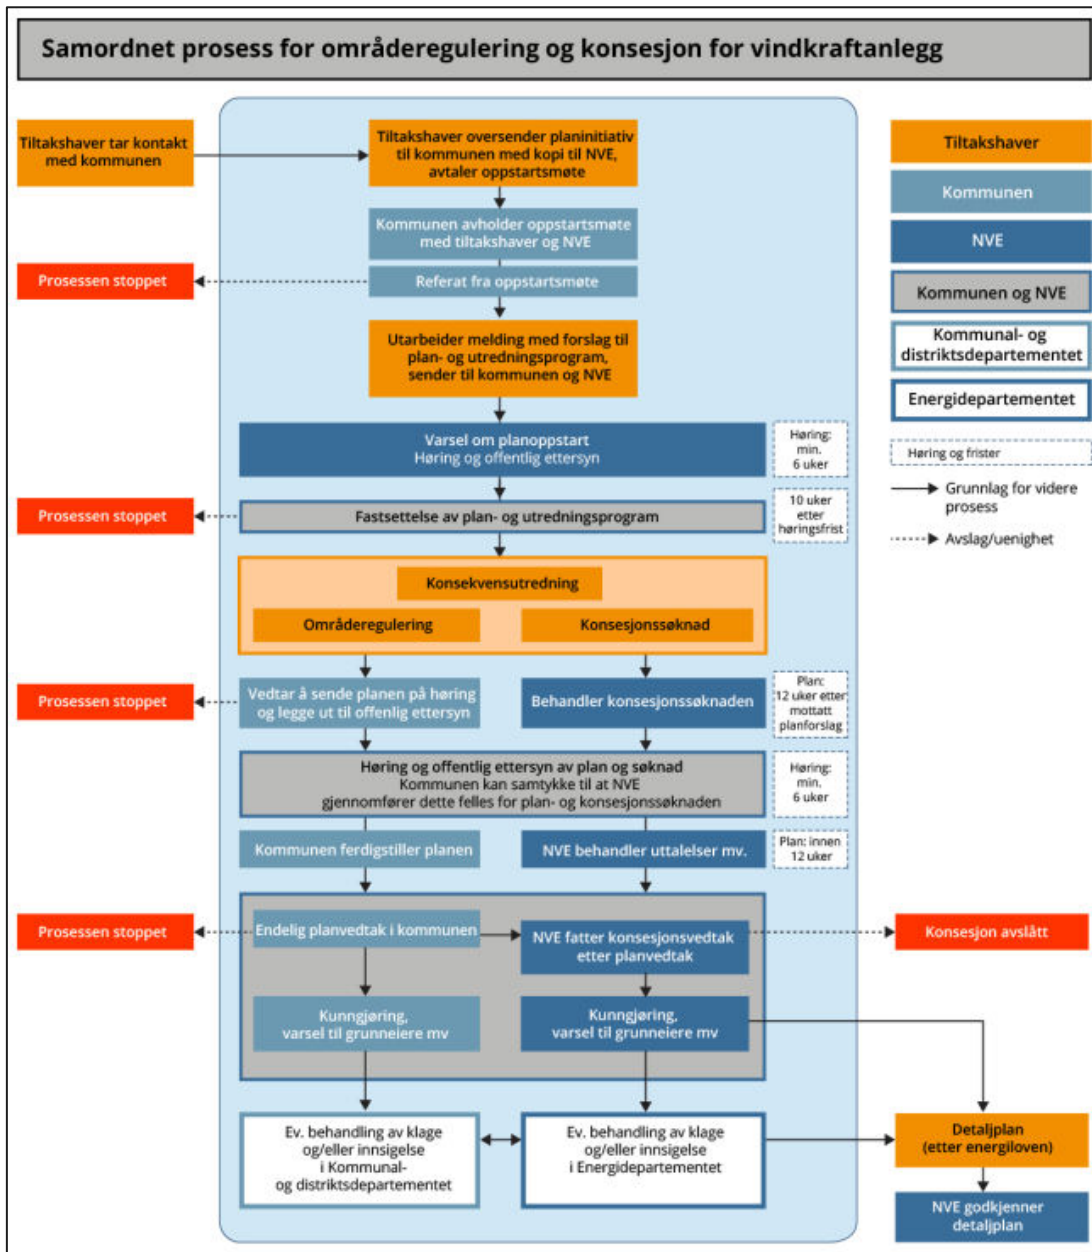 Samordnet prosess for områderegulering og konsesjon for vindkraftanlegg
Tiltakshaver tar kontakt
med kommunen
Tiltakshaver oversender planinitiativ
til kommunen med kopi til NVE,
avtaler oppstartsmøte
Kommunen avholder oppstartsmøte
med tiltakshaver og NVE
Prosessen stoppet
Referat fra oppstartsmøte
Utarbeider melding med forslag til
plan- og utredningsprogram,
sender til kommunen og NVE
Varsel om planoppstart
Høring og offentlig ettersyn
Høring:
min.
6 uker
Prosessen stoppet
Fastsettelse av plan- og utredningsprogram
10 uker
etter
høringsfrist
Konsekvensutredning
Områderegulering
Konsesjonssøknad
Prosessen stoppet
Vedtar å sende planen på høring
og legge ut til offenlig ettersyn
Behandler konsesjonssøknaden
Plan:
12 uker etter
mottatt
planforslag
Høring og offentlig ettersyn av plan og søknad
Kommunen kan samtykke til at NVE
gjennomfører dette felles for plan- og konsesjonssøknaden
Høring:
min.
6 uker
Kommunen ferdigstiller planen
NVE behandler uttalelser mv.
Plan: innen
12 uker
Prosessen stoppet
Endelig planvedtak i kommunen
NVE fatter konsesjonsvedtak
etter planvedtak
Konsesjon avslått
Kunngjøring,
varsel til grunneiere mv
Kunngjøring,
varsel til grunneiere mv
Ev. behandling av klage
og/eller innsigelse
i Kommunal-
og distriktsdepartementet
Ev. behandling av klage
og/eller innsigelse
i Energidepartementet
Detaljplan
(etter energiloven)
NVE godkjenner
detaljplan
Tiltakshaver
Kommunen
NVE
Kommunen og NVE
Kommunal- og
distriktsdepartementet
Energidepartementet
Høring og frister
Grunnlag for videre
prosess
Avslag/uenighet